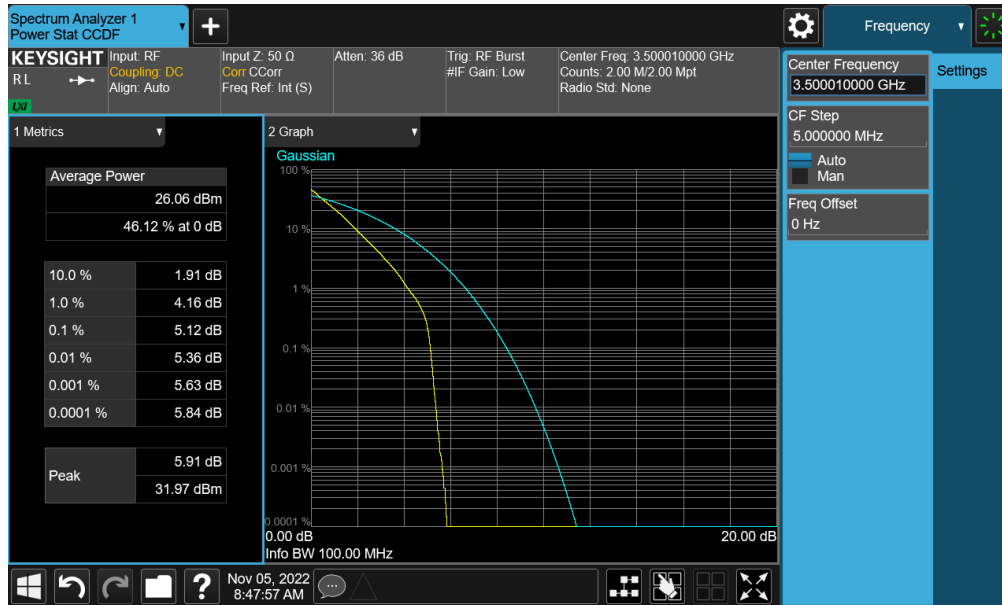 Spectrum Analyzer 1
Power Stat CCDF
+
Frequency
KEYSIGHT
R L
LXI
Input: RF
Coupling: DC
Align: Auto
Input Z: 50 Ω
Corr CCorr
Freq Ref: Int (S)
Atten: 36 dB
Trig: RF Burst
#IF Gain: Low
Center Freq: 3.500010000 GHz
Counts: 2.00 M/2.00 Mpt
Radio Std: None
Center Frequency
3.500010000 GHz
Settings
CF Step
5.000000 MHz
Auto
Man
Freq Offset
0 Hz
1 Metrics
Average Power
26.06 dBm
46.12 % at 0 dB
10.0 % 1.91 dB
1.0 % 4.16 dB
0.1 % 5.12 dB
0.01 % 5.36 dB
0.001 % 5.63 dB
0.0001 % 5.84 dB
Peak
5.91 dB
31.97 dBm
2 Graph
Gaussian
100 %
10 %
1 %
0.1 %
0.01 %
0.001 %
0.0001 %
0.00 dB 20.00 dB
Info BW 100.00 MHz
?
Nov 05, 2022
8:47:57 AM